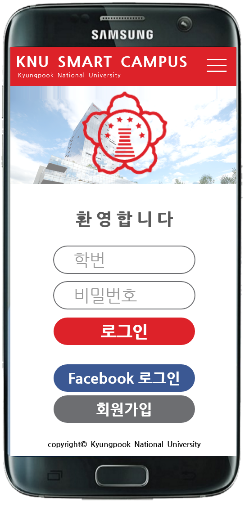 SAMSUNG
KNU SMART CAMPUS
Kyungpook National University
환영합니다
학번
비밀번호
로그인
Facebook 로그인
회원가입
copyright© Kyungpook National University